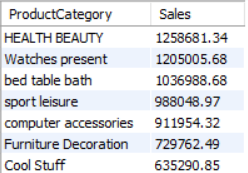 ProductCategory Sales
HEALTH BEAUTY 1258681.34
Watches present 1205005.68
bed table bath 1036988.68
sport leisure 988048.97
computer accessories 911954.32
Furniture Decoration 729762.49
Cool Stuff 635290.85